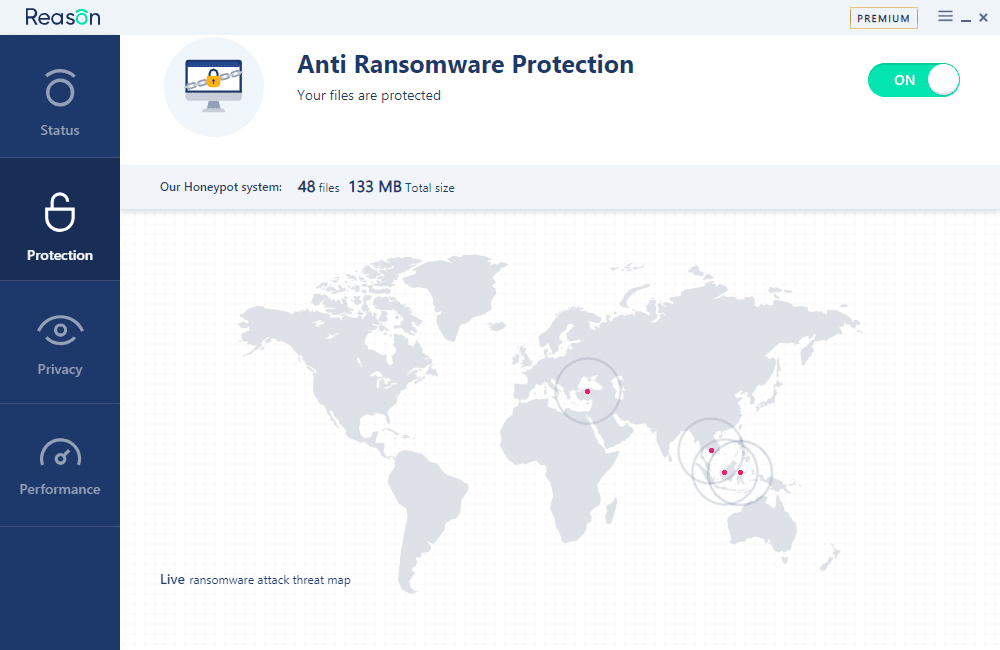 Reason
PREMIUM
Status
Protection
Privacy
Performance
Anti Ransomware Protection
Your files are protected
ON
Our Honeypot system: 48 files 133 MB Total size
Live ransomware attack threat map